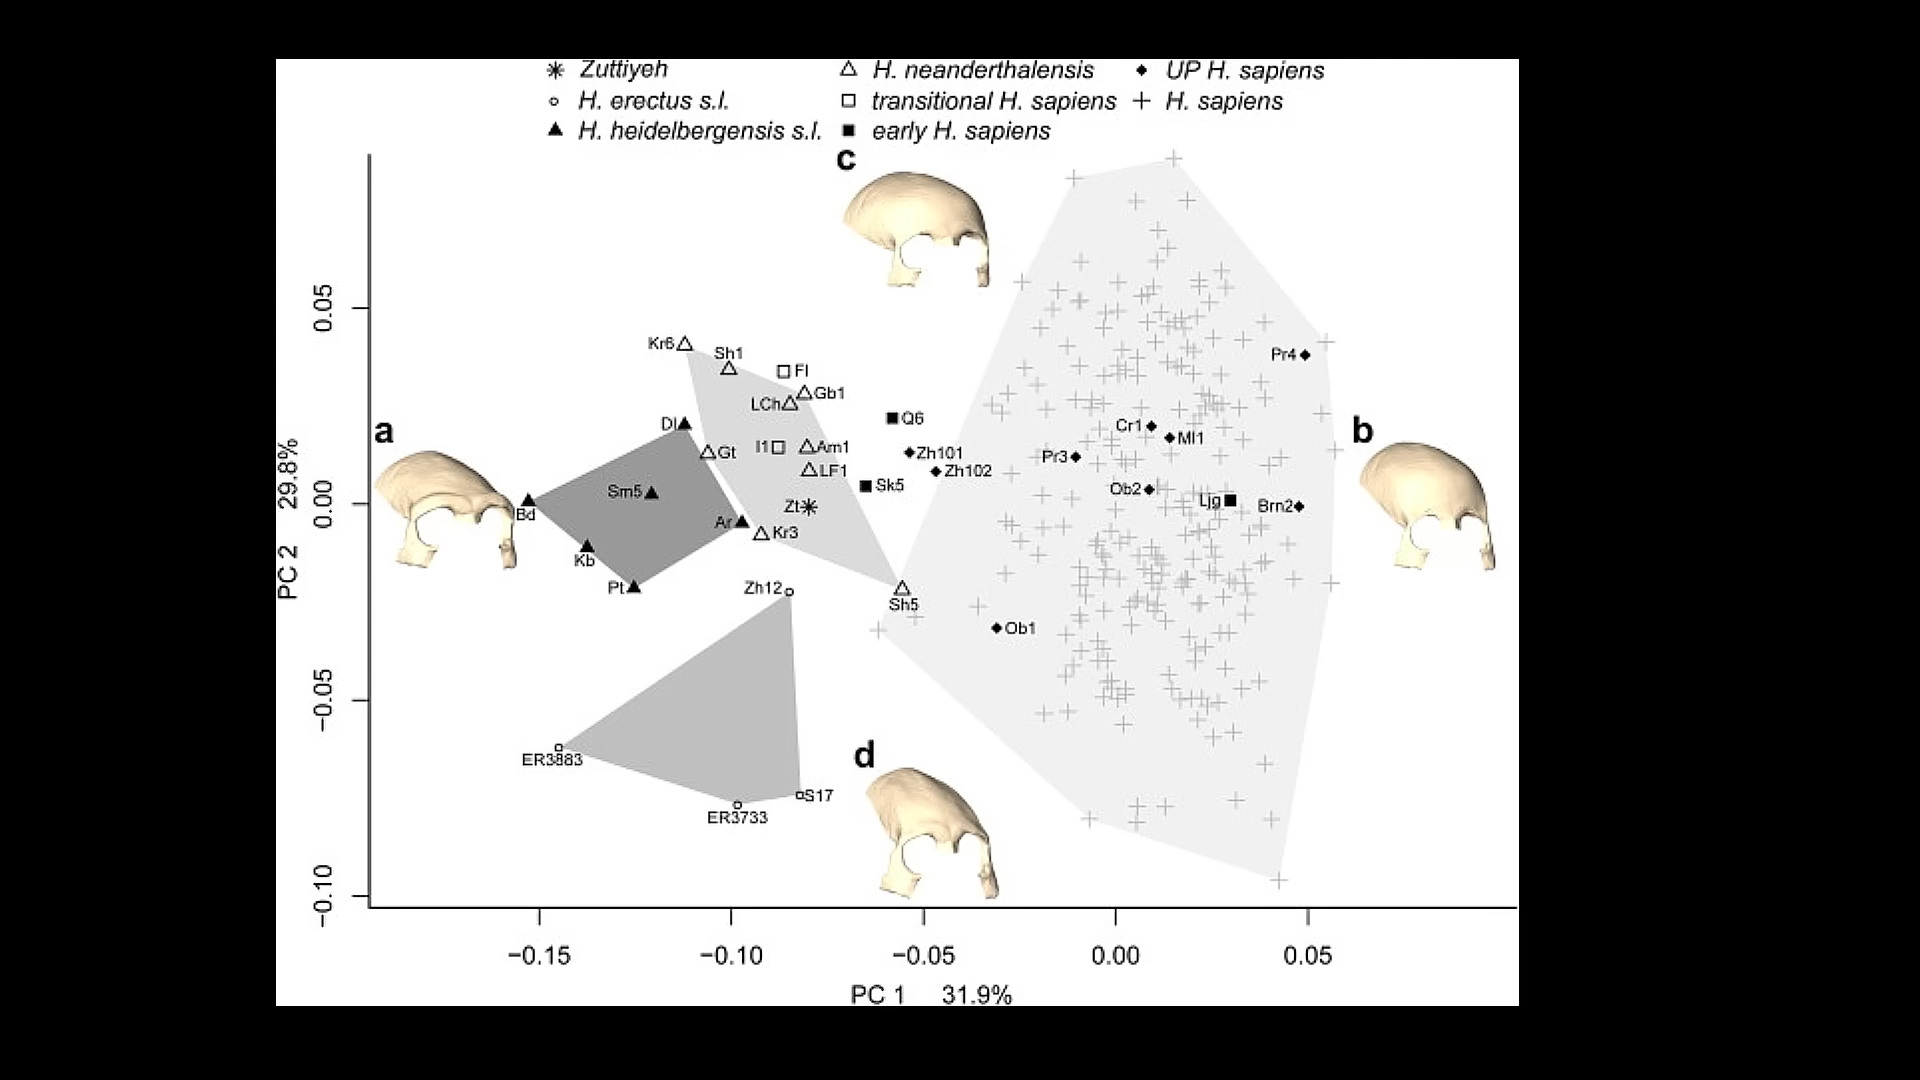 Zuttiyeh
H. erectus s.l.
H. heidelbergensis s.l.
H. neanderthalensis
transitional H. sapiens
early H. sapiens
UP H. sapiens
H. sapiens
c
0.05
Kr6
Sh1
Fl
Pr4
LCh
Gb1
a
Dl
Q6
Cr1
Ml1
b
I1
Am1
Gt
Zh101
Pr3
LF1
Zh102
Sm5
Sk5
Ob2
Ljg
Brn2
0.00
Bd
Zt
Ar
Kr3
Kb
Pt
Zh12
Sh5
Ob1
PC 2 29.8%
−0.05
d
ER3883
S17
ER3733
−0.10
−0.15 −0.10 −0.05 0.00 0.05
PC 1 31.9%